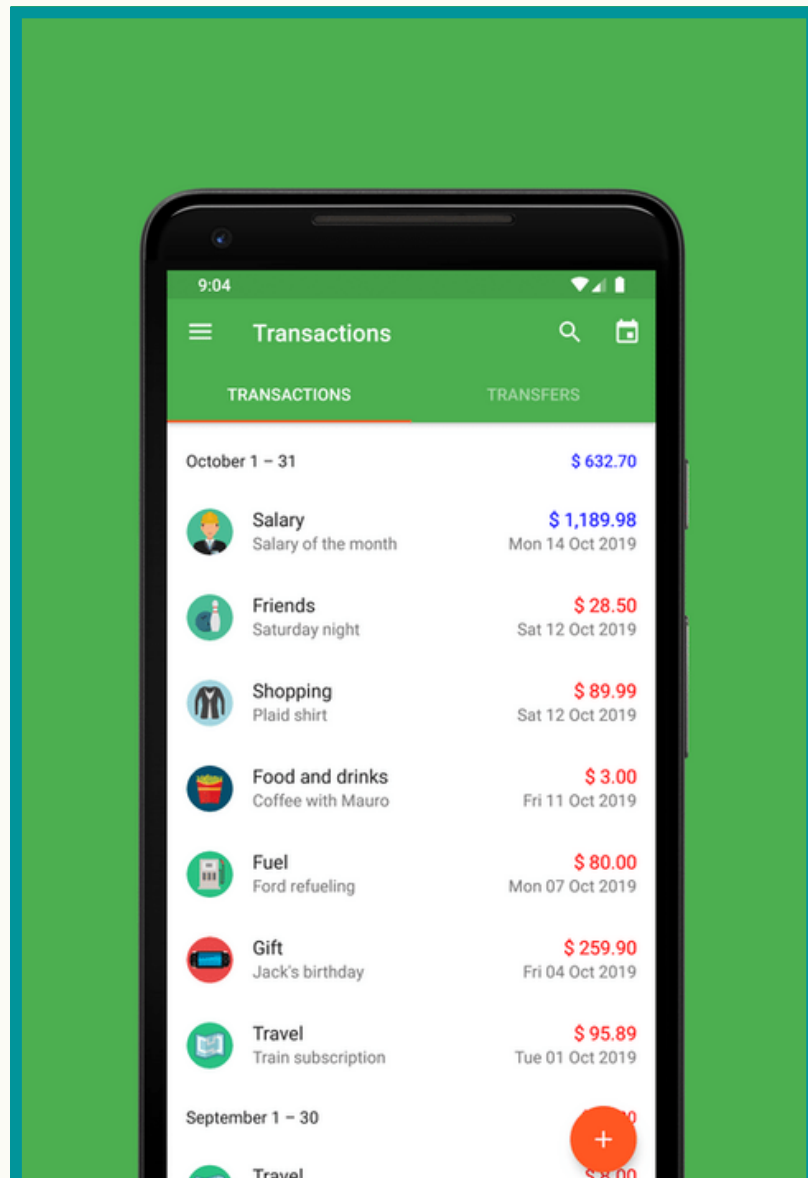 9:04
Transactions
TRANSACTIONS TRANSFERS
October 1 – 31 $ 632.70
Salary $ 1,189.98
Salary of the month Mon 14 Oct 2019
Friends $ 28.50
Saturday night Sat 12 Oct 2019
Shopping $ 89.99
Plaid shirt Sat 12 Oct 2019
Food and drinks $ 3.00
Coffee with Mauro Fri 11 Oct 2019
Fuel $ 80.00
Ford refueling Mon 07 Oct 2019
Gift $ 259.90
Jack's birthday Fri 04 Oct 2019
Travel $ 95.89
Train subscription Tue 01 Oct 2019
September 1 – 30
Travel $ 8.00